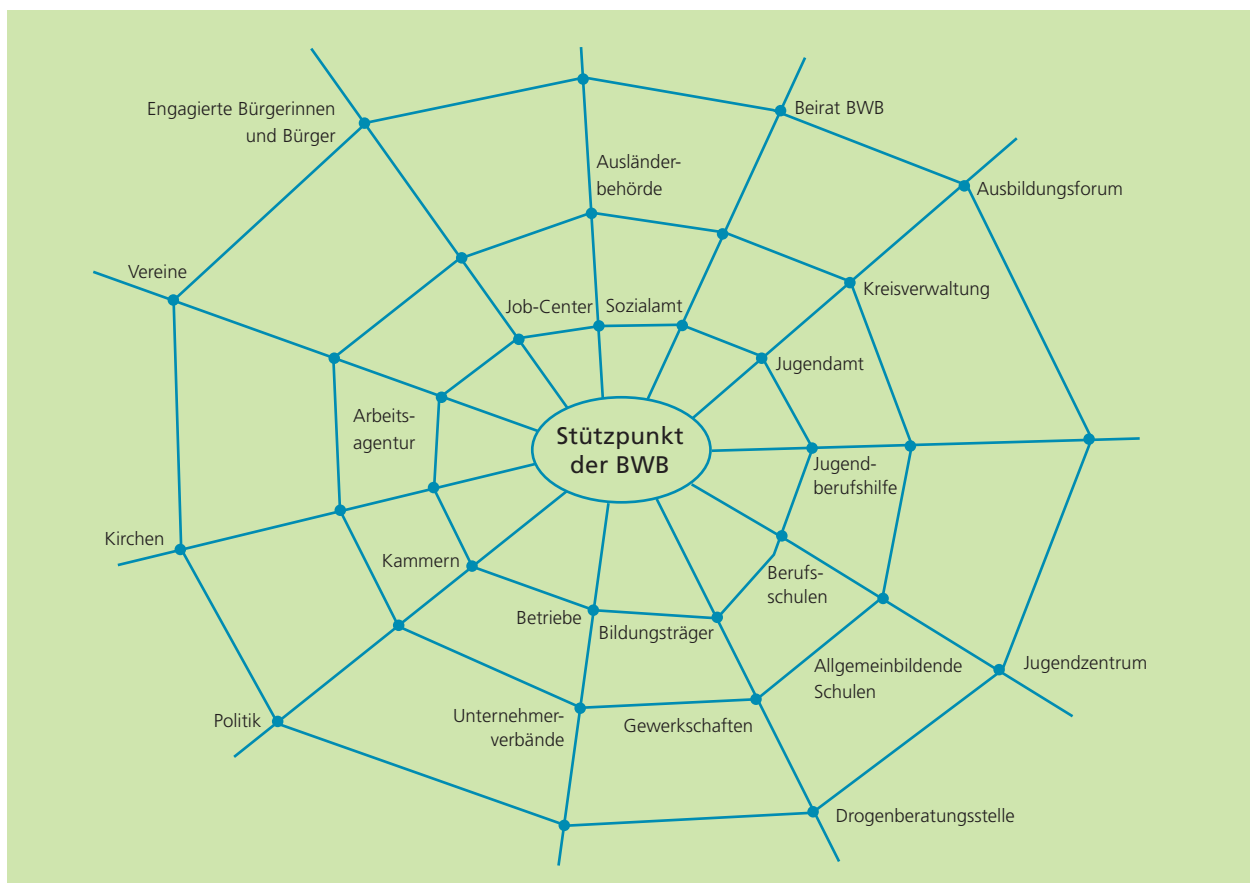 Engagierte Bürgerinnen
und Bürger
Beirat BWB
Ausländer-
behörde
Ausbildungsforum
Vereine
Kreisverwaltung
Job-Center
Sozialamt
Jugendamt
Arbeits-
agentur
Stützpunkt
der BWB
Jugend-
berufshilfe
Kirchen
Kammern
Berufs-
schulen
Betriebe
Bildungsträger
Allgemeinbildende
Schulen
Jugendzentrum
Politik
Unternehmer-
verbände
Gewerkschaften
Drogenberatungsstelle